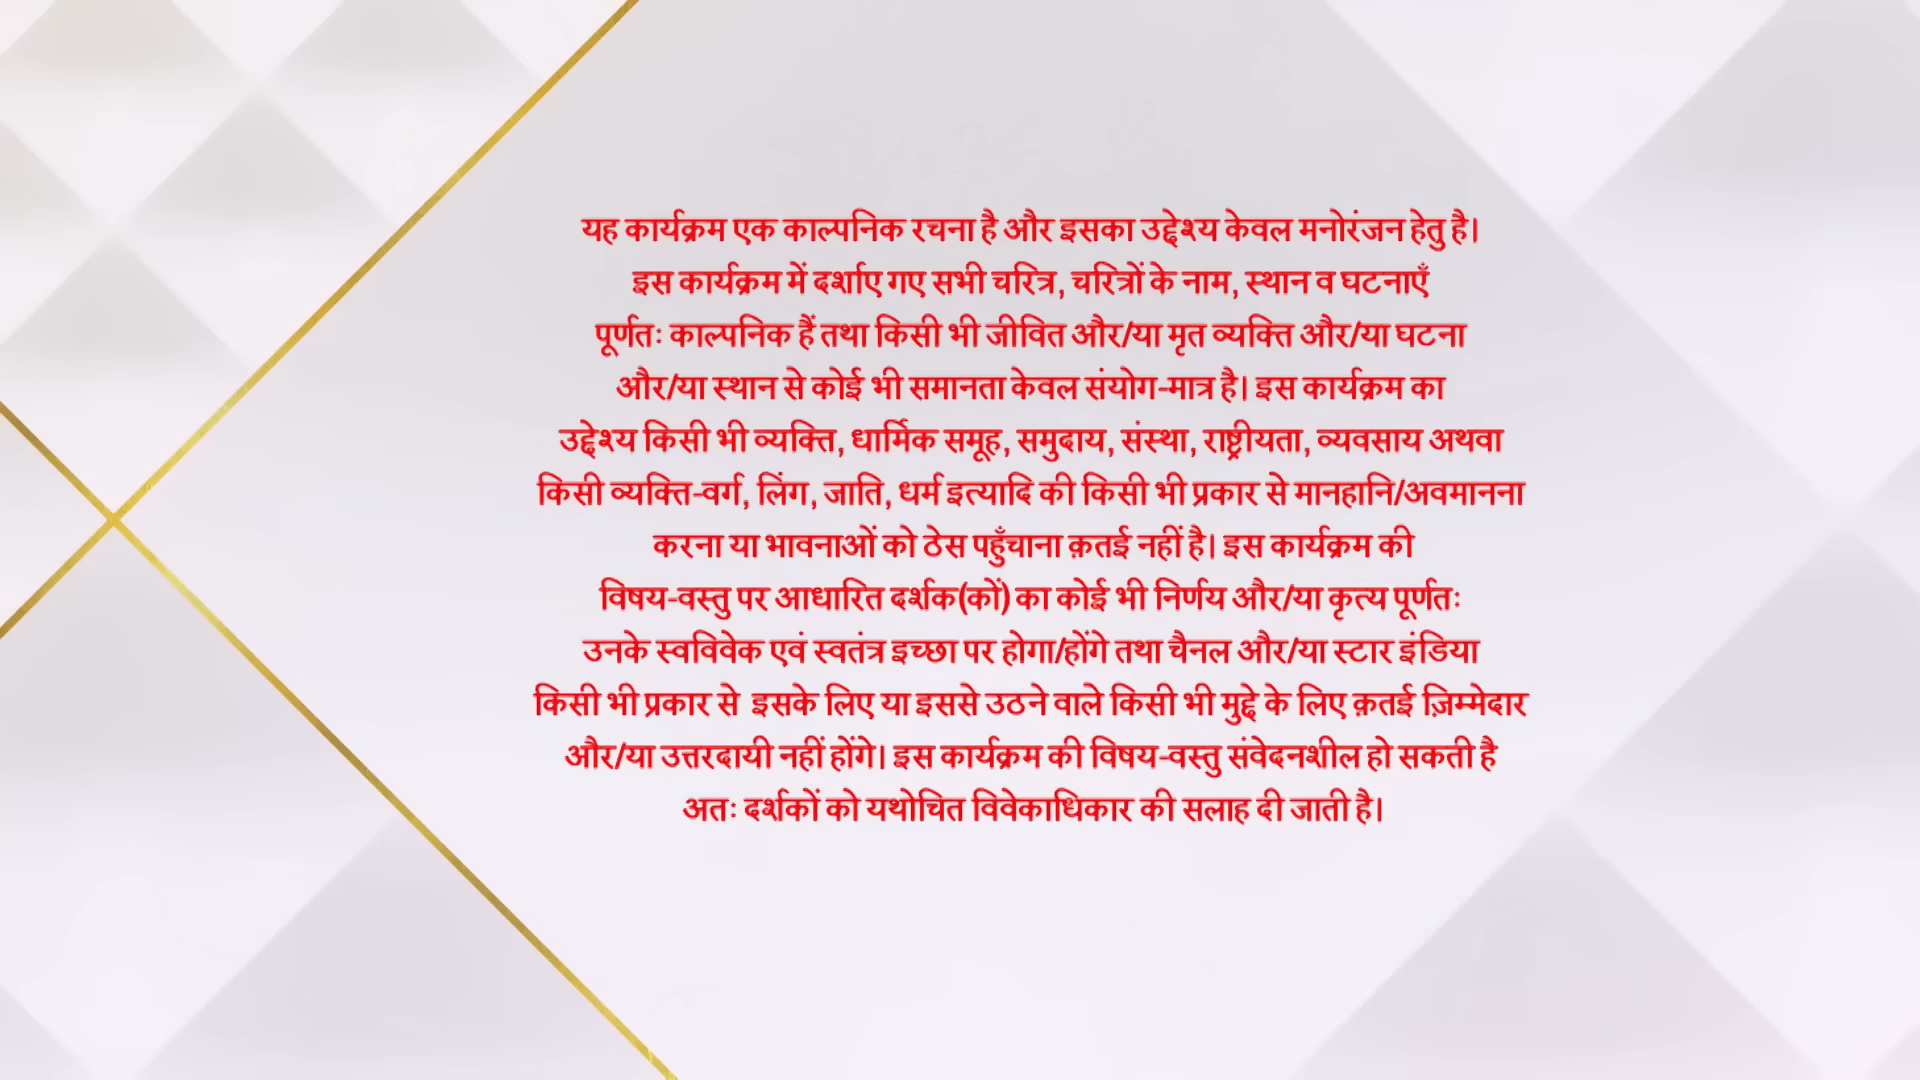 यह कार्यक्रम एक काल्पनिक रचना है और इसका उद्देश्य केवल मनोरंजन हेतु है।
इस कार्यक्रम में दर्शाए गए सभी चरित्र, चरित्रों के नाम, स्थान व घटनाएँ
पूर्णतः काल्पनिक हैं तथा किसी भी जीवित और/या मृत व्यक्ति और/या घटना
और/या स्थान से कोई भी समानता केवल संयोग-मात्र है। इस कार्यक्रम का
उद्देश्य किसी भी व्यक्ति, धार्मिक समूह, समुदाय, संस्था, राष्ट्रीयता, व्यवसाय अथवा
किसी व्यक्ति-वर्ग, लिंग, जाति, धर्म इत्यादि की किसी भी प्रकार से मानहानि/अवमानना
करना या भावनाओं को ठेस पहुँचाना क़तई नहीं है। इस कार्यक्रम की
विषय-वस्तु पर आधारित दर्शक(कों) का कोई भी निर्णय और/या कृत्य पूर्णतः
उनके स्वविवेक एवं स्वतंत्र इच्छा पर होगा/होंगे तथा चैनल और/या स्टार इंडिया
किसी भी प्रकार से इसके लिए या इससे उठने वाले किसी भी मुद्दे के लिए क़तई ज़िम्मेदार
और/या उत्तरदायी नहीं होंगे। इस कार्यक्रम की विषय-वस्तु संवेदनशील हो सकती है
अतः दर्शकों को यथोचित विवेकाधिकार की सलाह दी जाती है।